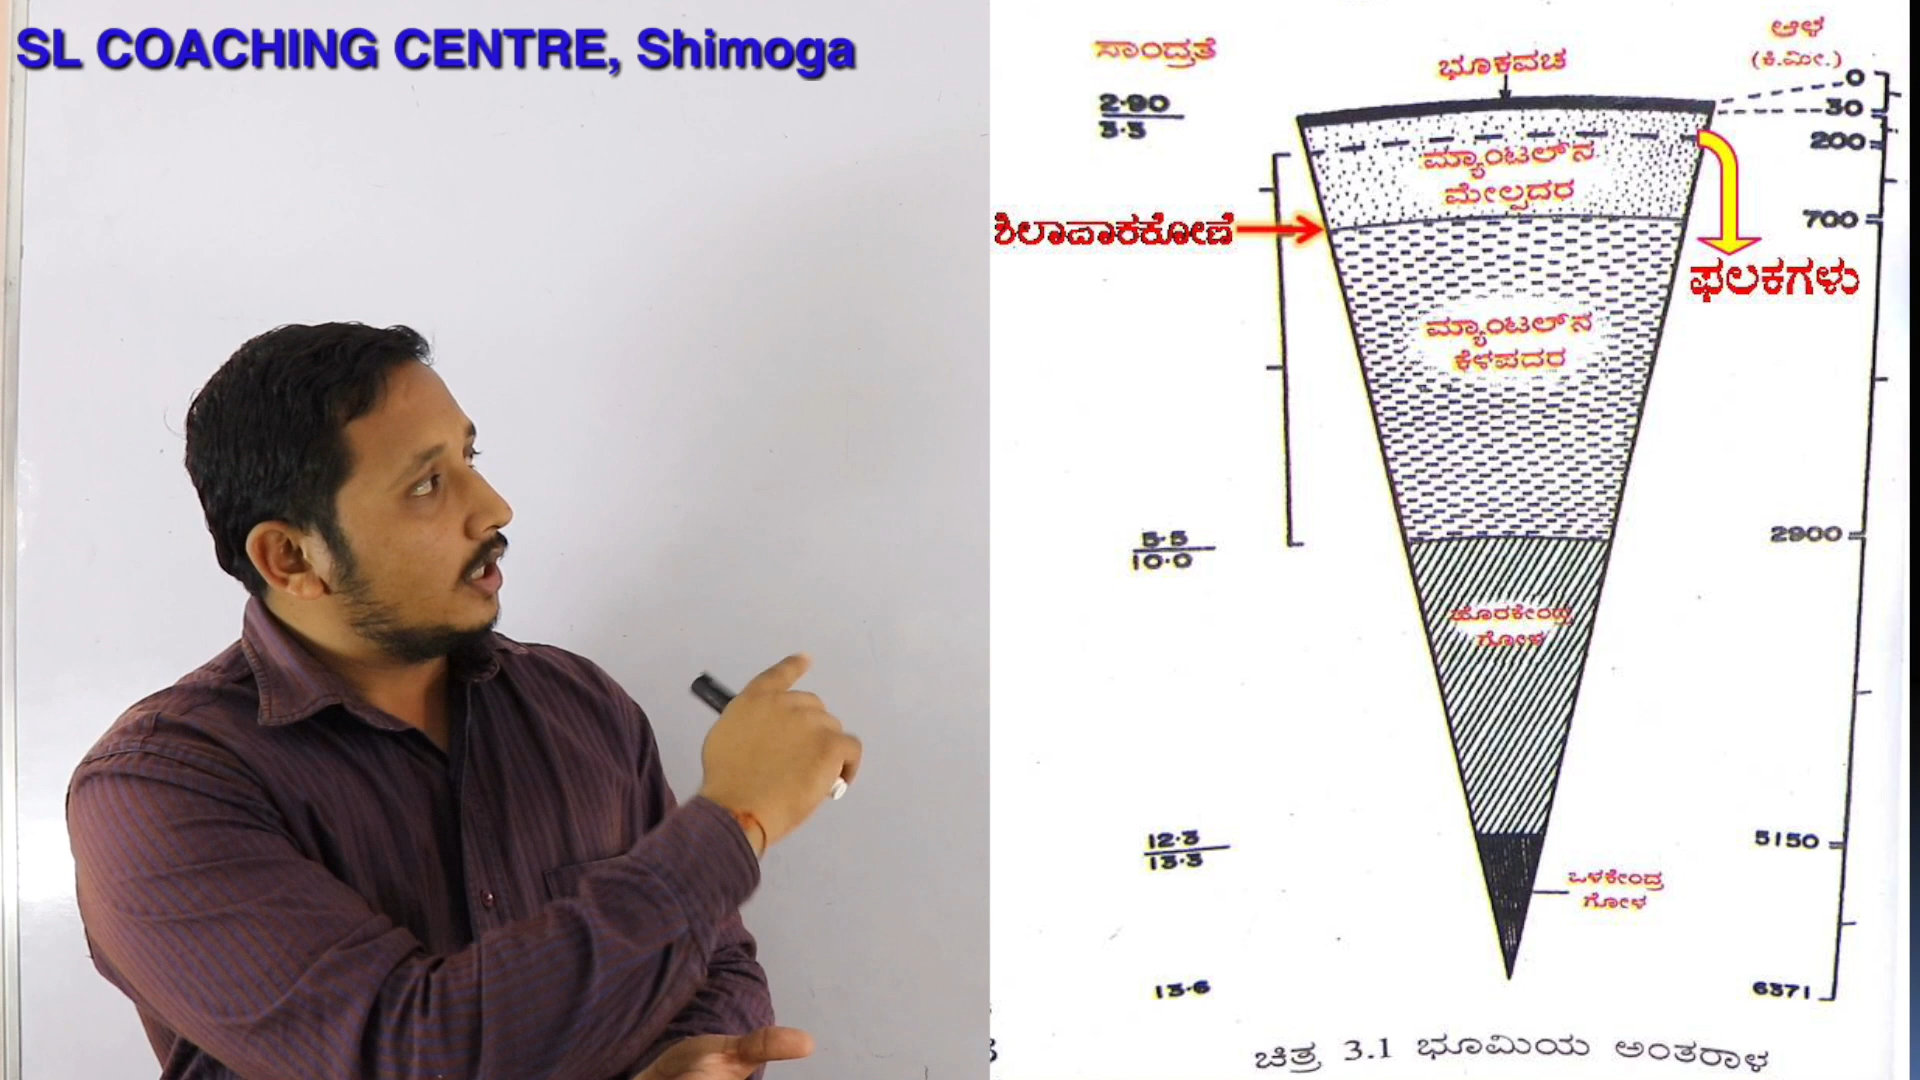 SL COACHING CENTRE, Shimoga
ಸಾಂದ್ರತೆ
ಭೂಕವಚ
ಆಳ
(ಕಿ.ಮೀ.)
0
2·90
3·3
30
200
ಮ್ಯಾಂಟಲ್‌ನ
ಮೇಲ್ಪದರ
700
ಶಿಲಾಪಾಕಕೋಣೆ
ಫಲಕಗಳು
ಮ್ಯಾಂಟಲ್‌ನ
ಕೆಳಪದರ
2900
5·5
10·0
ಹೊರಕೇಂದ್ರ
ಗೋಳ
12·3
13·3
5150
ಒಳಕೇಂದ್ರ
ಗೋಳ
13·6
6371
ಚಿತ್ರ 3.1 ಭೂಮಿಯ ಅಂತರಾಳ